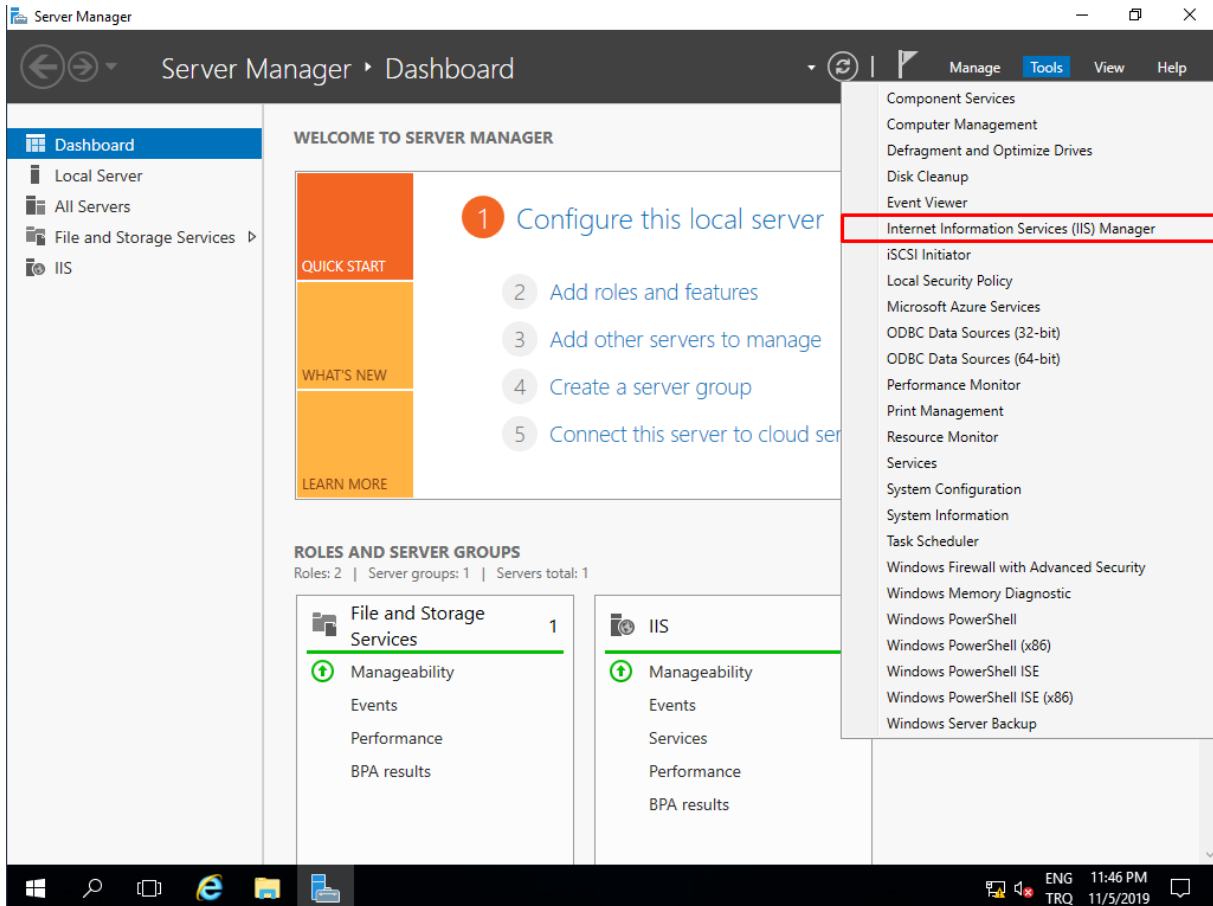 Server Manager
Server Manager • Dashboard
Manage
Tools
View
Help
Dashboard
Local Server
All Servers
File and Storage Services
IIS
WELCOME TO SERVER MANAGER
QUICK START
WHAT'S NEW
LEARN MORE
1 Configure this local server
2 Add roles and features
3 Add other servers to manage
4 Create a server group
5 Connect this server to cloud ser
Component Services
Computer Management
Defragment and Optimize Drives
Disk Cleanup
Event Viewer
Internet Information Services (IIS) Manager
iSCSI Initiator
Local Security Policy
Microsoft Azure Services
ODBC Data Sources (32-bit)
ODBC Data Sources (64-bit)
Performance Monitor
Print Management
Resource Monitor
Services
System Configuration
System Information
Task Scheduler
Windows Firewall with Advanced Security
Windows Memory Diagnostic
Windows PowerShell
Windows PowerShell (x86)
Windows PowerShell ISE
Windows PowerShell ISE (x86)
Windows Server Backup
ROLES AND SERVER GROUPS
Roles: 2 | Server groups: 1 | Servers total: 1
File and Storage
Services
1
Manageability
Events
Performance
BPA results
IIS
Manageability
Events
Services
Performance
BPA results
ENG
TRQ
11:46 PM
11/5/2019